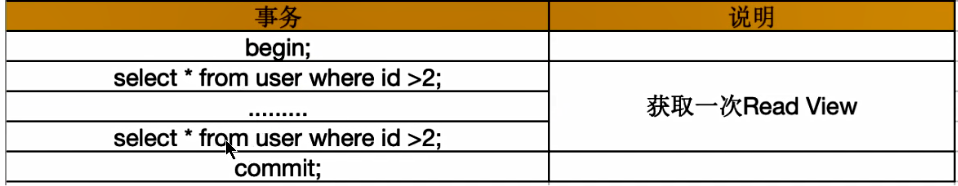 事务 说明
begin;
select * from user where id >2;
.........
获取一次Read View
select * from user where id >2;
commit;